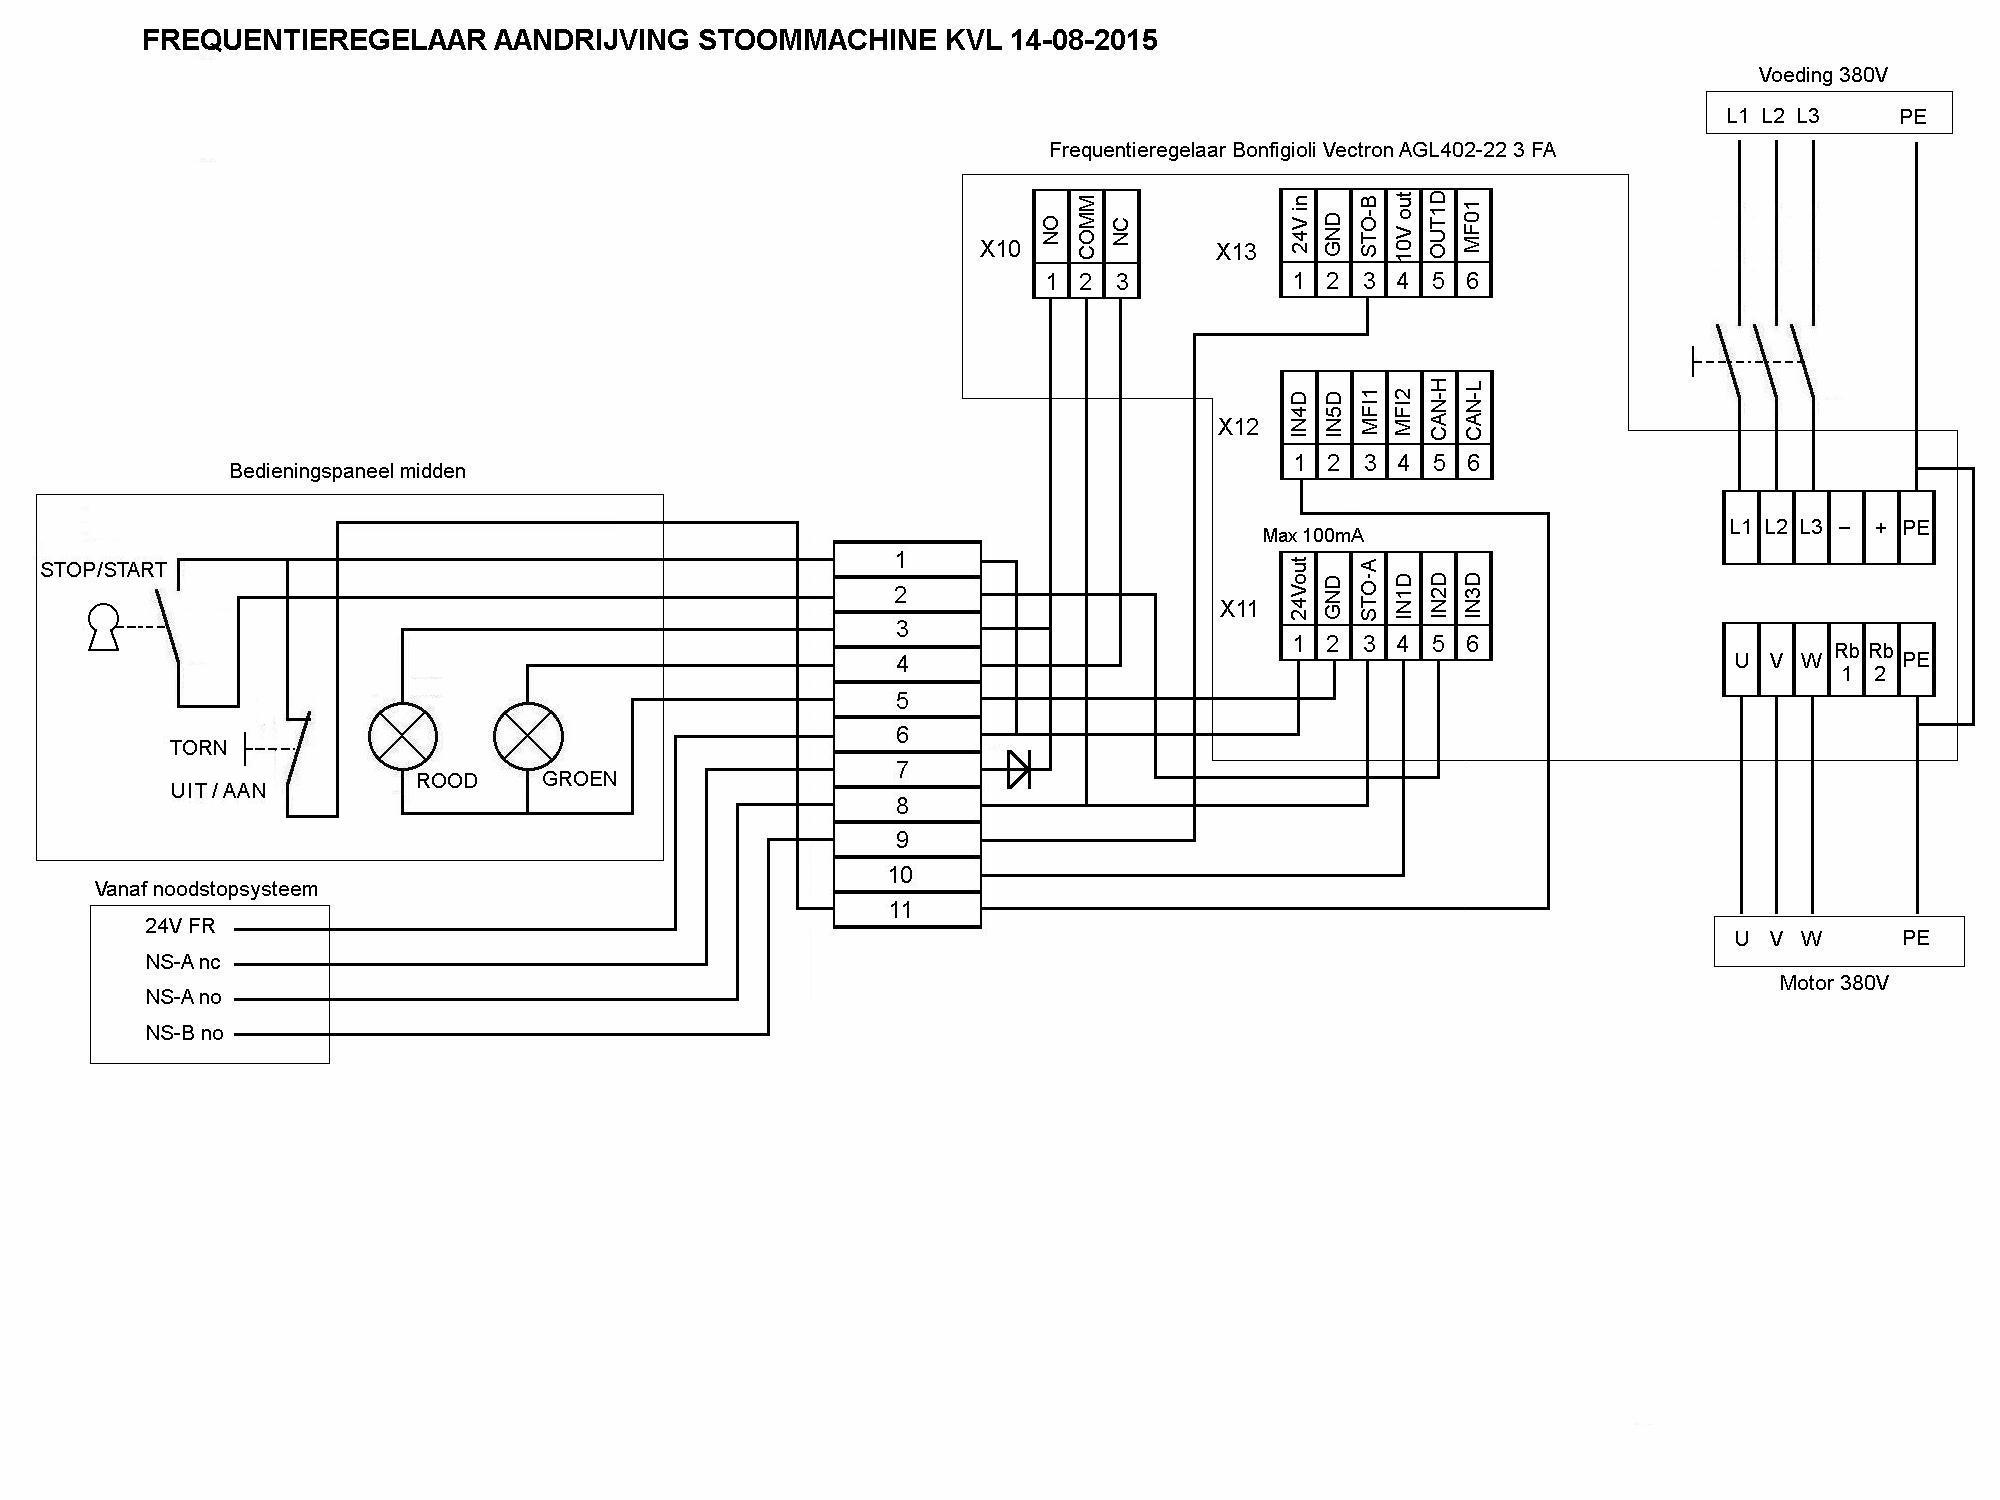 FREQUENTIEREGELAAR AANDRIJVING STOOMMACHINE KVL 14-08-2015
Voeding 380V
L1 L2 L3 PE
Frequentieregelaar Bonfigioli Vectron AGL402-22 3 FA
X10
NO COMM NC
1 2 3
X13
24V in GND STO-B 10V out OUT1D MF01
1 2 3 4 5 6
X12
IN4D IN5D MFI1 MFI2 CAN-H CAN-L
1 2 3 4 5 6
Max 100mA
X11
24Vout GND STO-A IN1D IN2D IN3D
1 2 3 4 5 6
L1 L2 L3 – + PE
U V W Rb 1 Rb 2 PE
U V W PE
Motor 380V
Bedieningspaneel midden
STOP/START
TORN
UIT / AAN
ROOD
GROEN
1
2
3
4
5
6
7
8
9
10
11
Vanaf noodstopsysteem
24V FR
NS-A nc
NS-A no
NS-B no